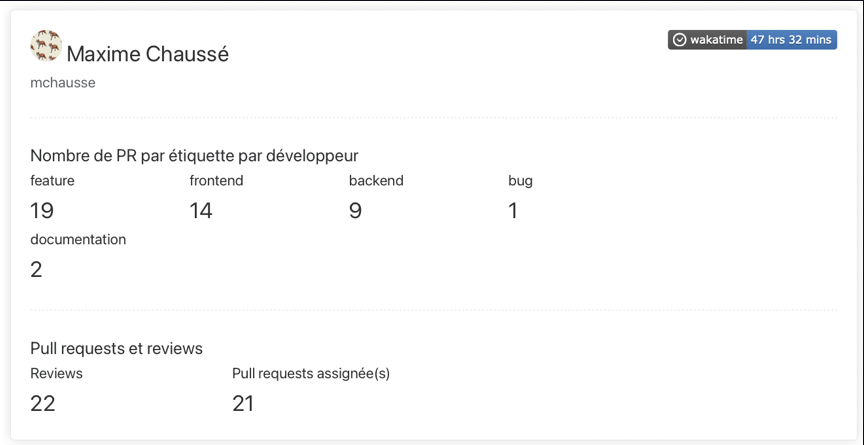 Maxime Chaussé
wakatime 47 hrs 32 mins
mchausse
Nombre de PR par étiquette par développeur
feature frontend backend bug
19 14 9 1
documentation
2
Pull requests et reviews
Reviews Pull requests assignée(s)
22 21